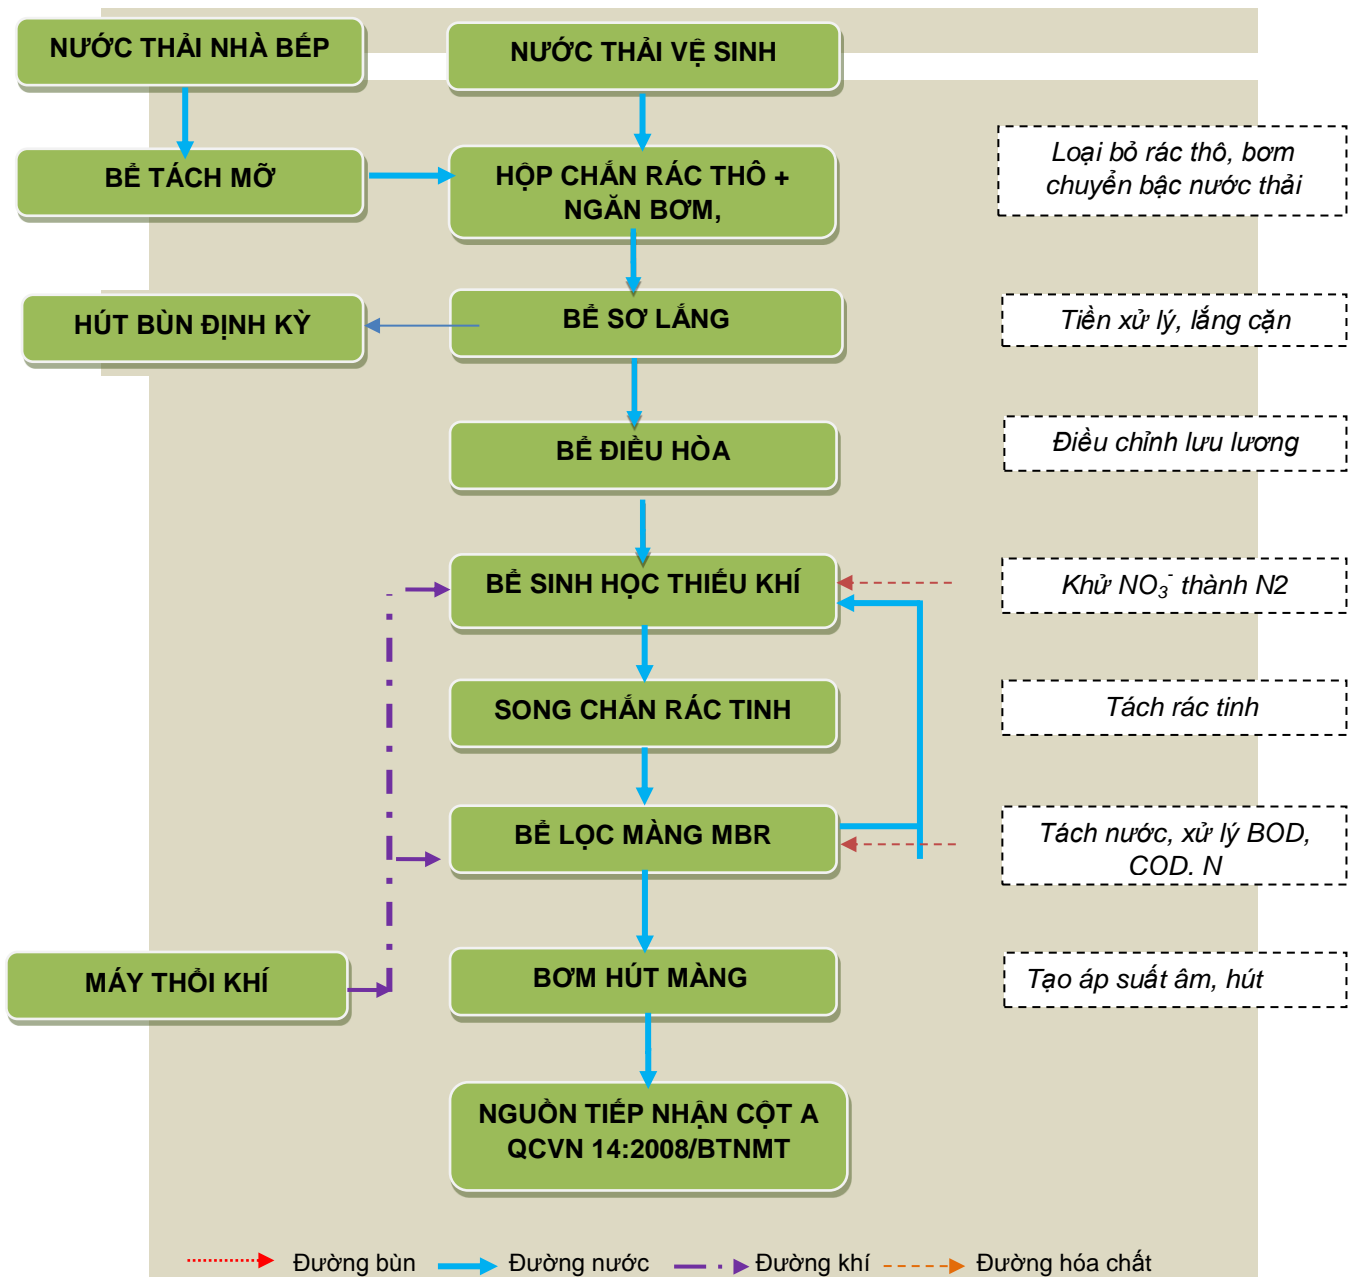 NƯỚC THẢI NHÀ BẾP
NƯỚC THẢI VỆ SINH
BỂ TÁCH MỠ
HỘP CHẮN RÁC THÔ +
NGĂN BƠM,
Loại bỏ rác thô, bơm
chuyển bậc nước thải
HÚT BÙN ĐỊNH KỲ
BỂ SƠ LẮNG
Tiền xử lý, lắng cặn
BỂ ĐIỀU HÒA
Điều chỉnh lưu lương
BỂ SINH HỌC THIẾU KHÍ
Khử NO₃⁻ thành N2
SONG CHẮN RÁC TINH
Tách rác tinh
BỂ LỌC MÀNG MBR
Tách nước, xử lý BOD,
COD. N
MÁY THỔI KHÍ
BƠM HÚT MÀNG
Tạo áp suất âm, hút
NGUỒN TIẾP NHẬN CỘT A
QCVN 14:2008/BTNMT
Đường bùn
Đường nước
Đường khí
Đường hóa chất